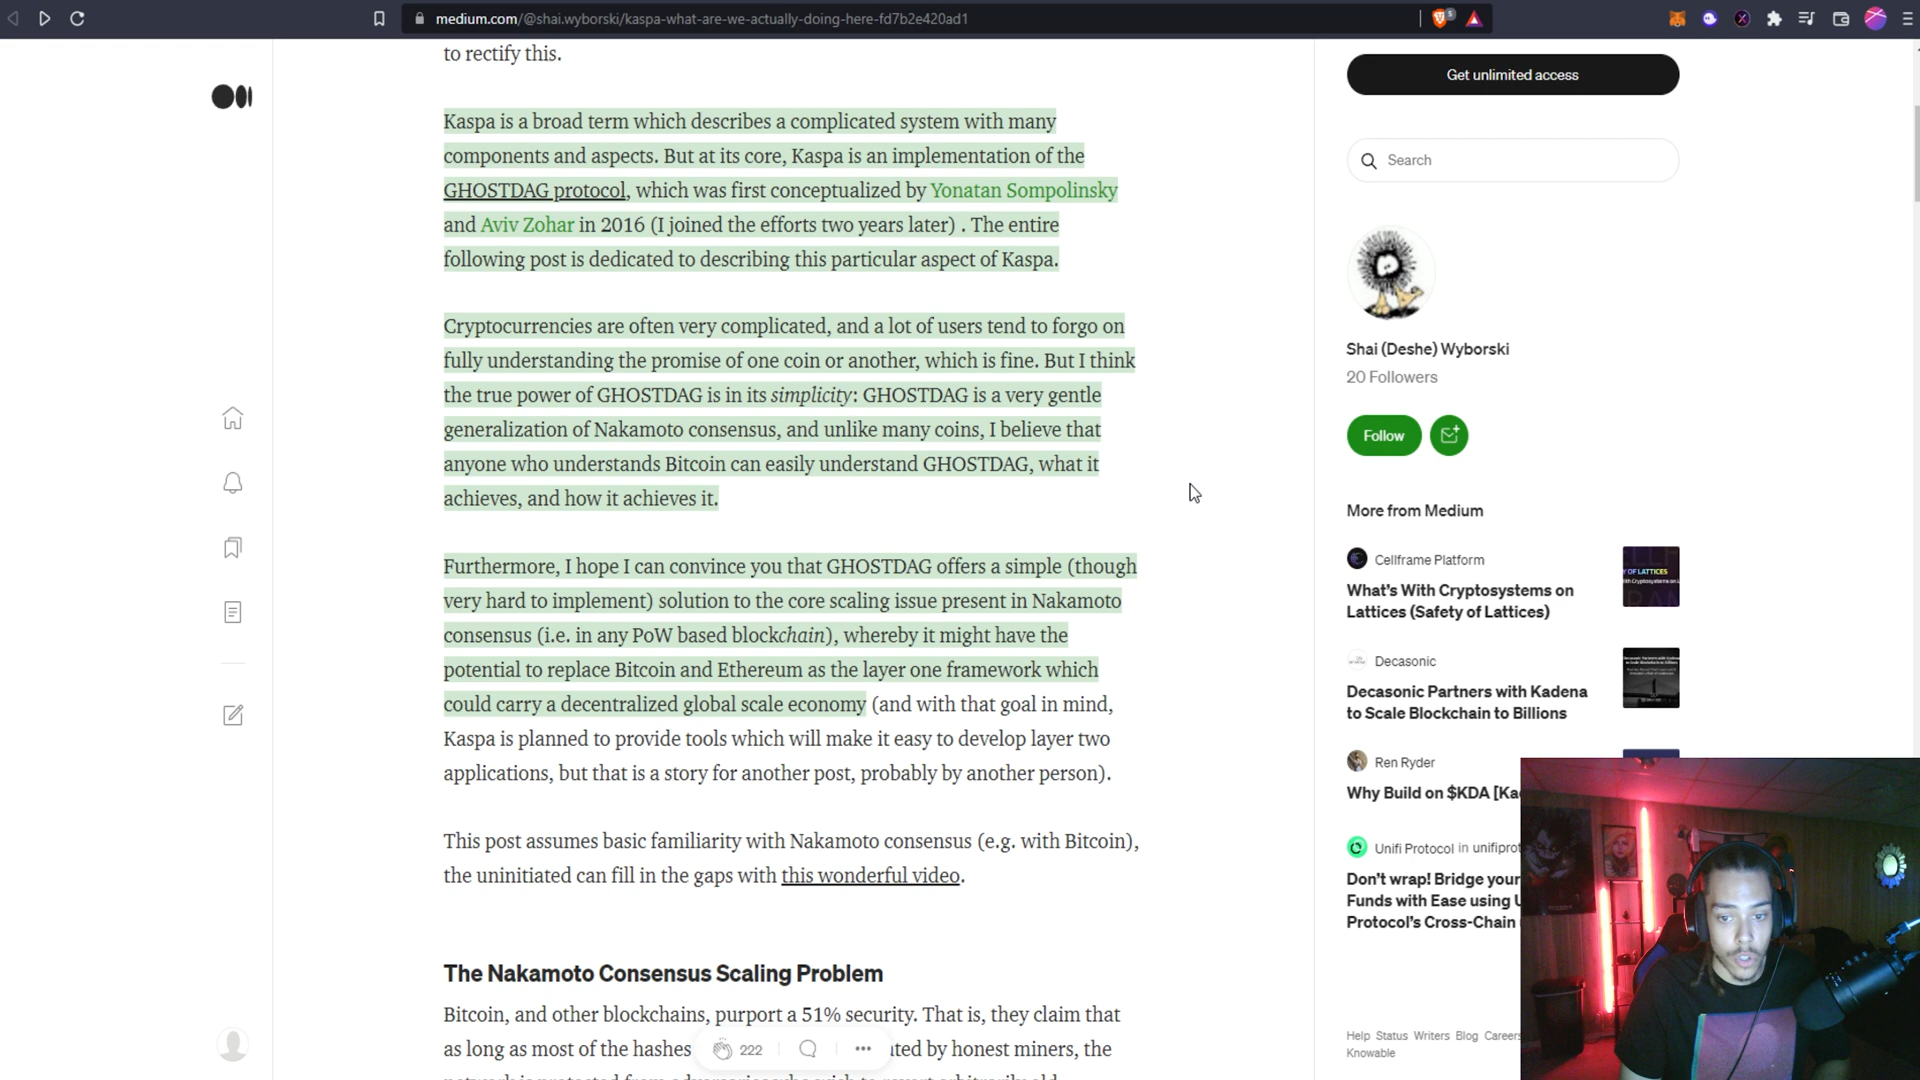 medium.com/@shai.wyborski/kaspa-what-are-we-actually-doing-here-fd7b2e420ad1
5
to rectify this.
Kaspa is a broad term which describes a complicated system with many
components and aspects. But at its core, Kaspa is an implementation of the
GHOSTDAG protocol, which was first conceptualized by Yonatan Sompolinsky
and Aviv Zohar in 2016 (I joined the efforts two years later) . The entire
following post is dedicated to describing this particular aspect of Kaspa.
Cryptocurrencies are often very complicated, and a lot of users tend to forgo on
fully understanding the promise of one coin or another, which is fine. But I think
the true power of GHOSTDAG is in its simplicity: GHOSTDAG is a very gentle
generalization of Nakamoto consensus, and unlike many coins, I believe that
anyone who understands Bitcoin can easily understand GHOSTDAG, what it
achieves, and how it achieves it.
Furthermore, I hope I can convince you that GHOSTDAG offers a simple (though
very hard to implement) solution to the core scaling issue present in Nakamoto
consensus (i.e. in any PoW based blockchain), whereby it might have the
potential to replace Bitcoin and Ethereum as the layer one framework which
could carry a decentralized global scale economy (and with that goal in mind,
Kaspa is planned to provide tools which will make it easy to develop layer two
applications, but that is a story for another post, probably by another person).
This post assumes basic familiarity with Nakamoto consensus (e.g. with Bitcoin),
the uninitiated can fill in the gaps with this wonderful video.
The Nakamoto Consensus Scaling Problem
Bitcoin, and other blockchains, purport a 51% security. That is, they claim that
as long as most of the hashes
222
ated by honest miners, the
Get unlimited access
Search
Shai (Deshe) Wyborski
20 Followers
Follow
More from Medium
Cellframe Platform
What's With Cryptosystems on
Lattices (Safety of Lattices)
Y OF LATTICES
Decasonic
Decasonic Partners with Kadena
to Scale Blockchain to Billions
Ren Ryder
Why Build on $KDA [Ka
Unifi Protocol in unifiprot
Don't wrap! Bridge your
Funds with Ease using U
Protocol's Cross-Chain
Help Status Writers Blog Careers
Knowable